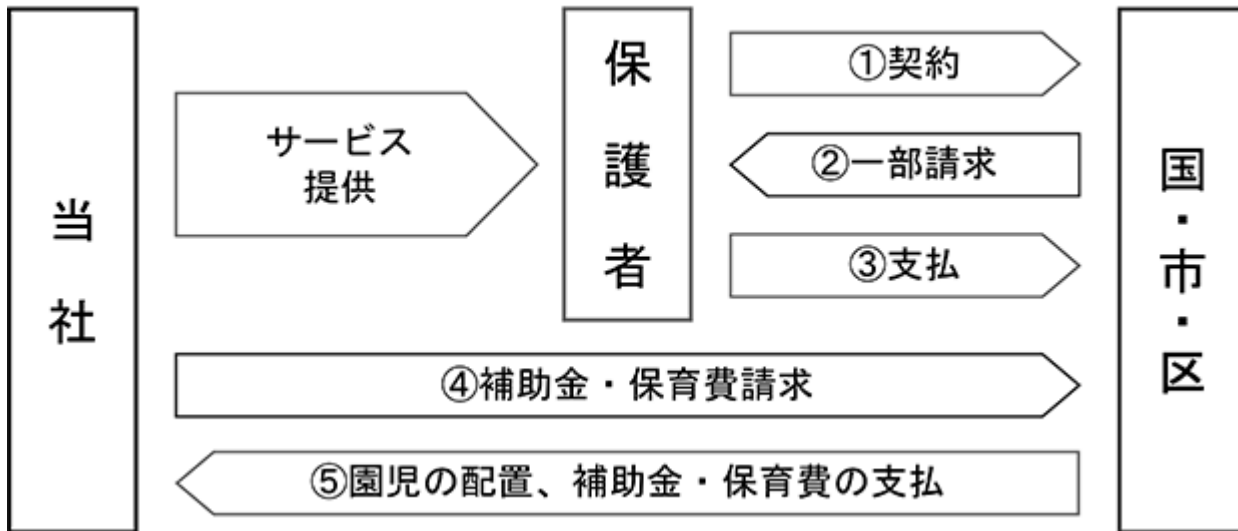 当社
サービス
提供
保護者
①契約
②一部請求
③支払
④補助金・保育費請求
⑤園児の配置、補助金・保育費の支払
国・市・区